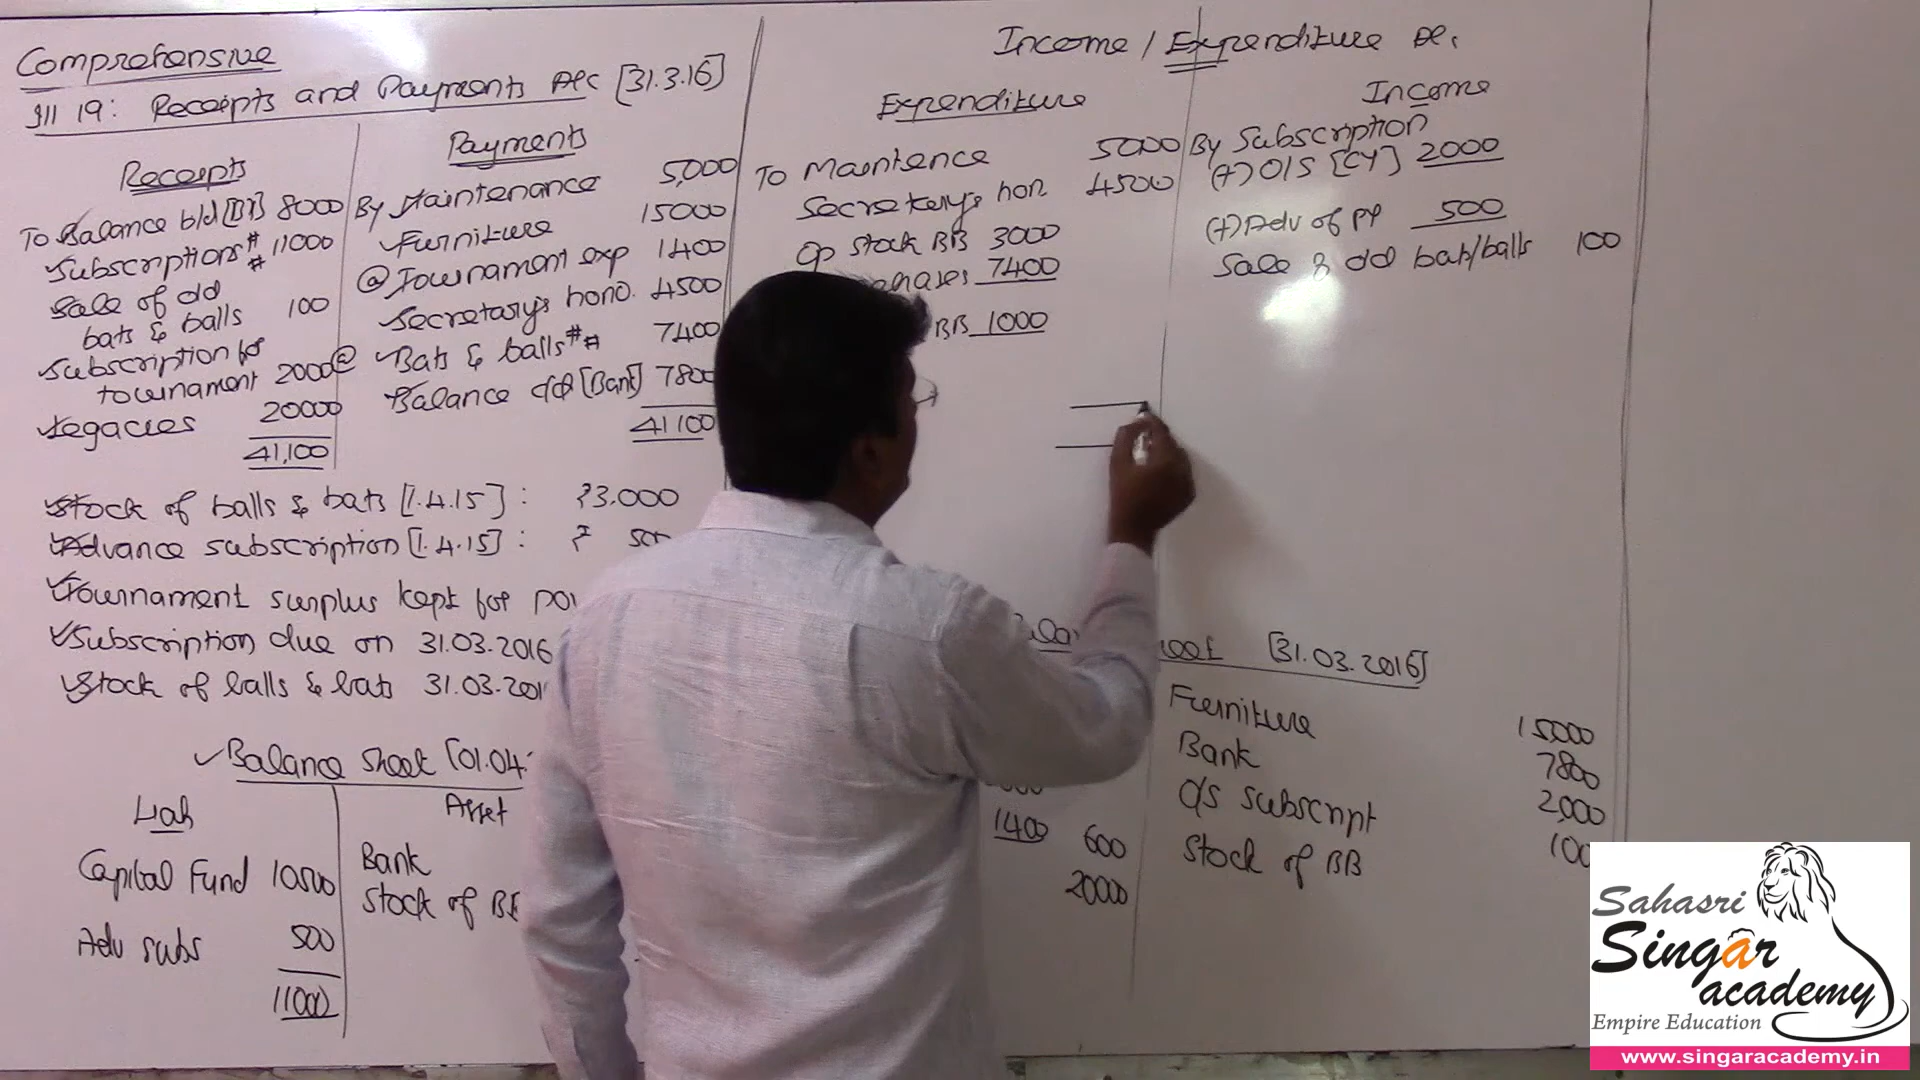 Comprehensive
Ill 19: Receipts and Payments A/c [31.3.16]
Receipts
To Balance b/d [B] 8000
Subscriptions # 11000
#
Sale of old
bats & balls 100
Subscription for
tournament 2000 @
Legacies 20000
41,100
Payments
By Maintenance 5,000
Furniture 15000
@ Tournament exp 1400
Secretary's hono. 4500
Bats & balls # # 7400
Balance c/d [Bank] 7800
41100
Stock of balls & bats [1.4.15] : ₹3.000
Advance subscription [1.4.15] : ₹ 500
Tournament surplus kept for
Subscription due on 31.03.2016
Stock of balls & bats 31.03.201
Balance Sheet [01.04.
Liab
Asset
Capital Fund 10500
Adv subs 500
11000
Bank
Stock of BB
Income / Expenditure A/c.
Expenditure
To Maintence 5000
Secretery's hon. 4500
Op stock BB 3000
7400
BB 1000
Income
By Subscription
(+) O/S [CY] 2000
(+) Adv of PY 500
Sale of old bat/balls 100
[31.03.2016]
1400 600
20000
Furniture 15000
Bank 7800
O/S subscript 2,000
Stock of BB 100
Sahasri
Singar
academy
Empire Education
www.singaracademy.in